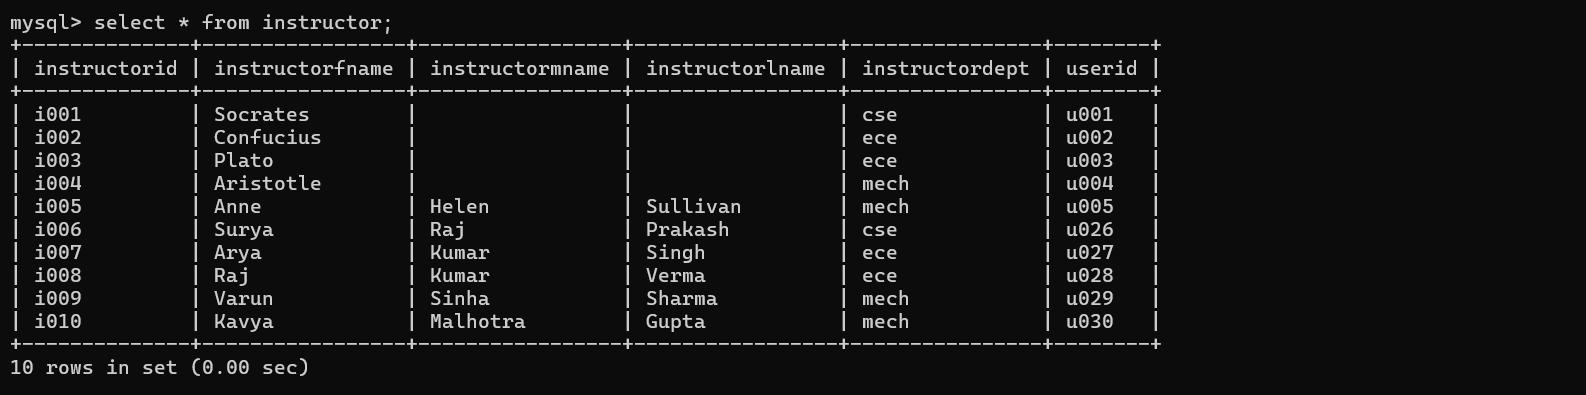 mysql> select * from instructor;
+--------------+-----------------+-----------------+-----------------+----------------+--------+
| instructorid | instructorfname | instructormname | instructorlname | instructordept | userid |
+--------------+-----------------+-----------------+-----------------+----------------+--------+
| i001         | Socrates        |                 |                 | cse            | u001   |
| i002         | Confucius       |                 |                 | ece            | u002   |
| i003         | Plato           |                 |                 | ece            | u003   |
| i004         | Aristotle       |                 |                 | mech           | u004   |
| i005         | Anne            | Helen           | Sullivan        | mech           | u005   |
| i006         | Surya           | Raj             | Prakash         | cse            | u026   |
| i007         | Arya            | Kumar           | Singh           | ece            | u027   |
| i008         | Raj             | Kumar           | Verma           | ece            | u028   |
| i009         | Varun           | Sinha           | Sharma          | mech           | u029   |
| i010         | Kavya           | Malhotra        | Gupta           | mech           | u030   |
+--------------+-----------------+-----------------+-----------------+----------------+--------+
10 rows in set (0.00 sec)